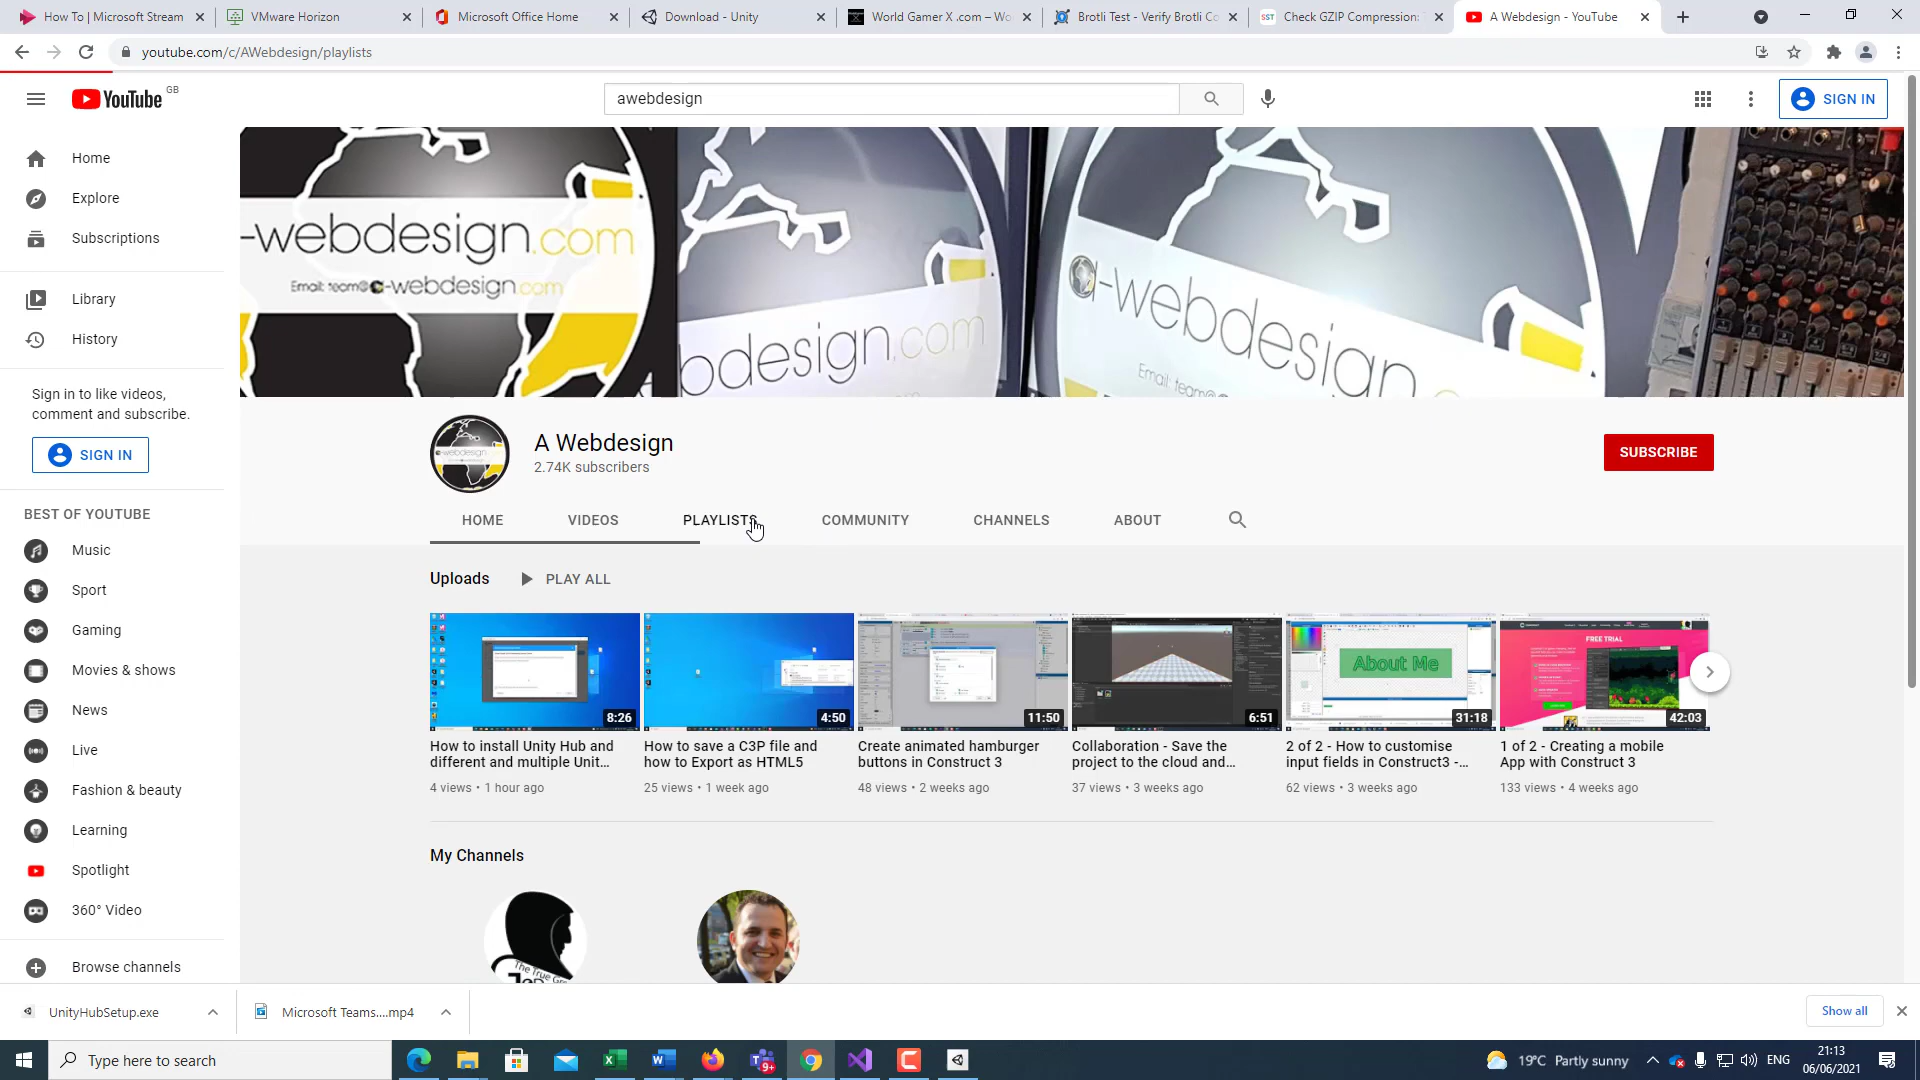 How To | Microsoft Stream
VMware Horizon
Microsoft Office Home
Download - Unity
World Gamer X .com – Wo
Brotli Test - Verify Brotli Co
Check GZIP Compression:
A Webdesign - YouTube
youtube.com/c/AWebdesign/playlists
YouTube GB
awebdesign
SIGN IN
Home
Explore
Subscriptions
Library
History
Sign in to like videos,
comment and subscribe.
SIGN IN
BEST OF YOUTUBE
Music
Sport
Gaming
Movies & shows
News
Live
Fashion & beauty
Learning
Spotlight
360° Video
Browse channels
-webdesign.com
Email: team@a-webdesign.com
bdesign.com
a-webdesign
Email: team@
A Webdesign
2.74K subscribers
SUBSCRIBE
HOME
VIDEOS
PLAYLISTS
COMMUNITY
CHANNELS
ABOUT
Uploads
PLAY ALL
8:26
4:50
11:50
6:51
About Me
31:18
FREE TRIAL
42:03
How to install Unity Hub and
different and multiple Unit...
4 views • 1 hour ago
How to save a C3P file and
how to Export as HTML5
25 views • 1 week ago
Create animated hamburger
buttons in Construct 3
48 views • 2 weeks ago
Collaboration - Save the
project to the cloud and...
37 views • 3 weeks ago
2 of 2 - How to customise
input fields in Construct3 -...
62 views • 3 weeks ago
1 of 2 - Creating a mobile
App with Construct 3
133 views • 4 weeks ago
My Channels
The True Gr
UnityHubSetup.exe
Microsoft Teams....mp4
Show all
Type here to search
9+
19°C Partly sunny
ENG
21:13
06/06/2021